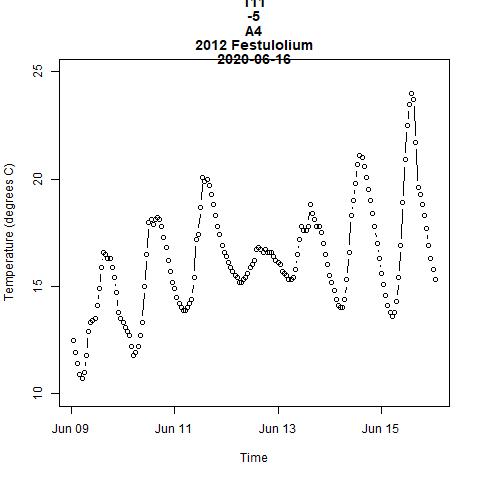 T11
-5
A4
2012 Festulolium
2020-06-16
25
20
15
10
Temperature (degrees C)
Jun 09
Jun 11
Jun 13
Jun 15
Time